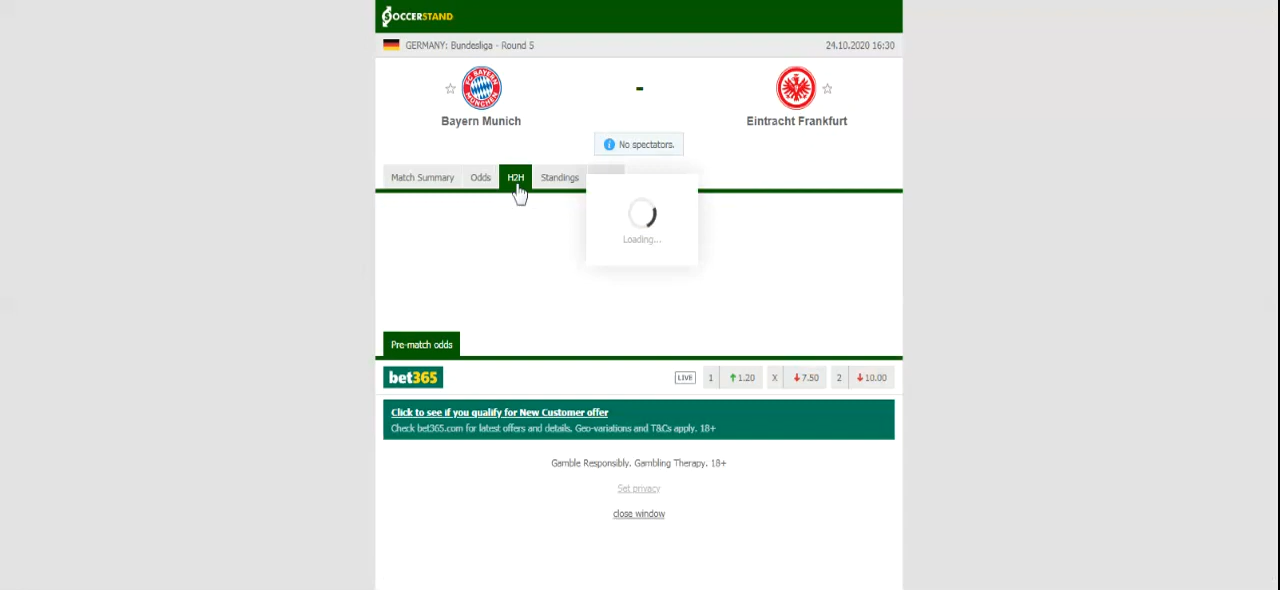 SOCCERSTAND
GERMANY: Bundesliga - Round 5 24.10.2020 16:30
FC BAYERN MÜNCHEN
-
Bayern Munich Eintracht Frankfurt
No spectators.
Match Summary Odds H2H Standings
Loading...
Pre-match odds
bet365 LIVE 1 1.20 X 7.50 2 10.00
Click to see if you qualify for New Customer offer
Check bet365.com for latest offers and details. Geo-variations and T&Cs apply. 18+
Gamble Responsibly. Gambling Therapy. 18+
Set privacy
close window